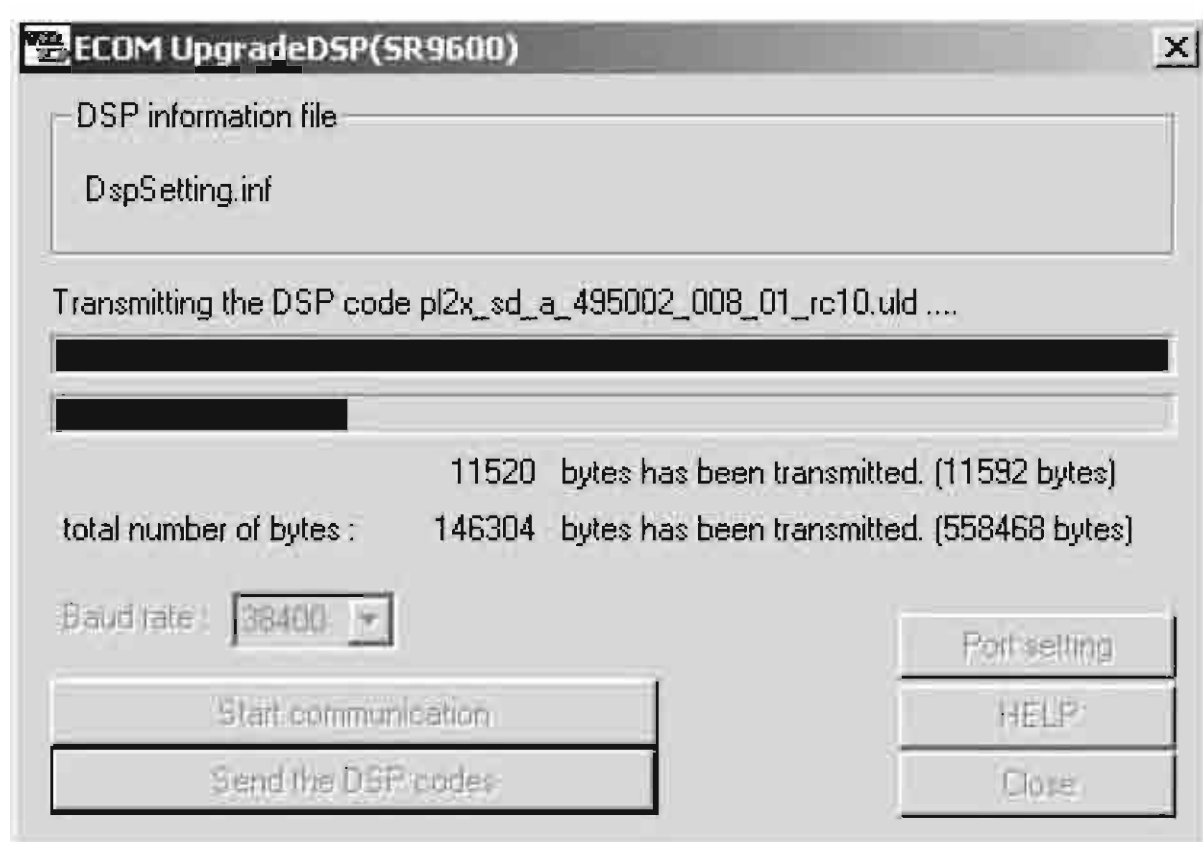 ECOM UpgradeDSP(SR9600)
DSP information file
DspSetting.inf
Transmitting the DSP code pl2x_sd_a_495002_008_01_rc10.uld ....
11520 bytes has been transmitted. (11592 bytes)
total number of bytes : 146304 bytes has been transmitted. (558468 bytes)
Baud rate : 38400
Port setting
Start communication
HELP
Send the DSP codes
Close